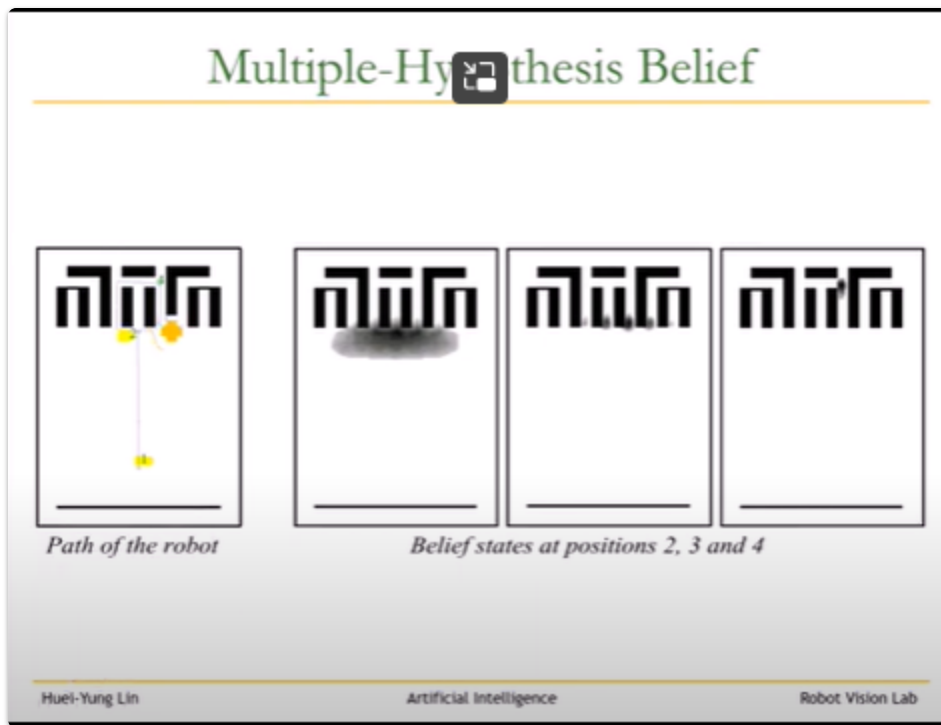 Multiple-Hy thesis Belief
Path of the robot
Belief states at positions 2, 3 and 4
Huei-Yung Lin
Artificial Intelligence
Robot Vision Lab